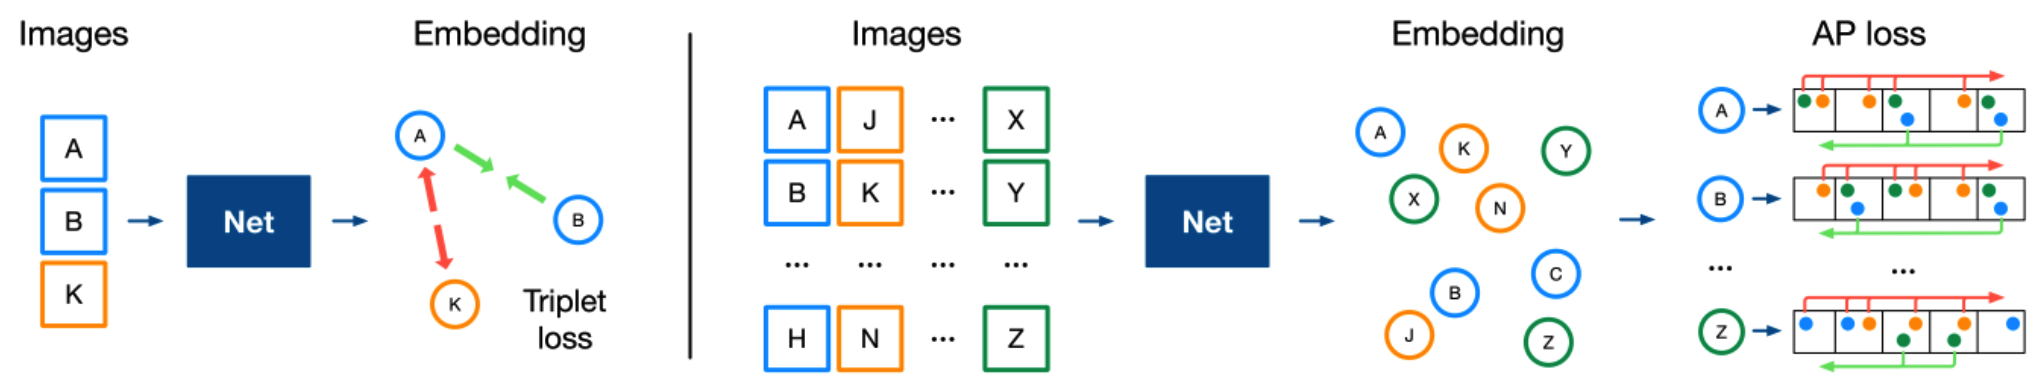 Images Embedding Images Embedding AP loss
A
B
K
Net
A
B
K
Triplet
loss
A J ... X
B K ... Y
... ... ... ...
H N ... Z
Net
A
K
Y
X
N
C
B
J
Z
A
B
... ...
Z